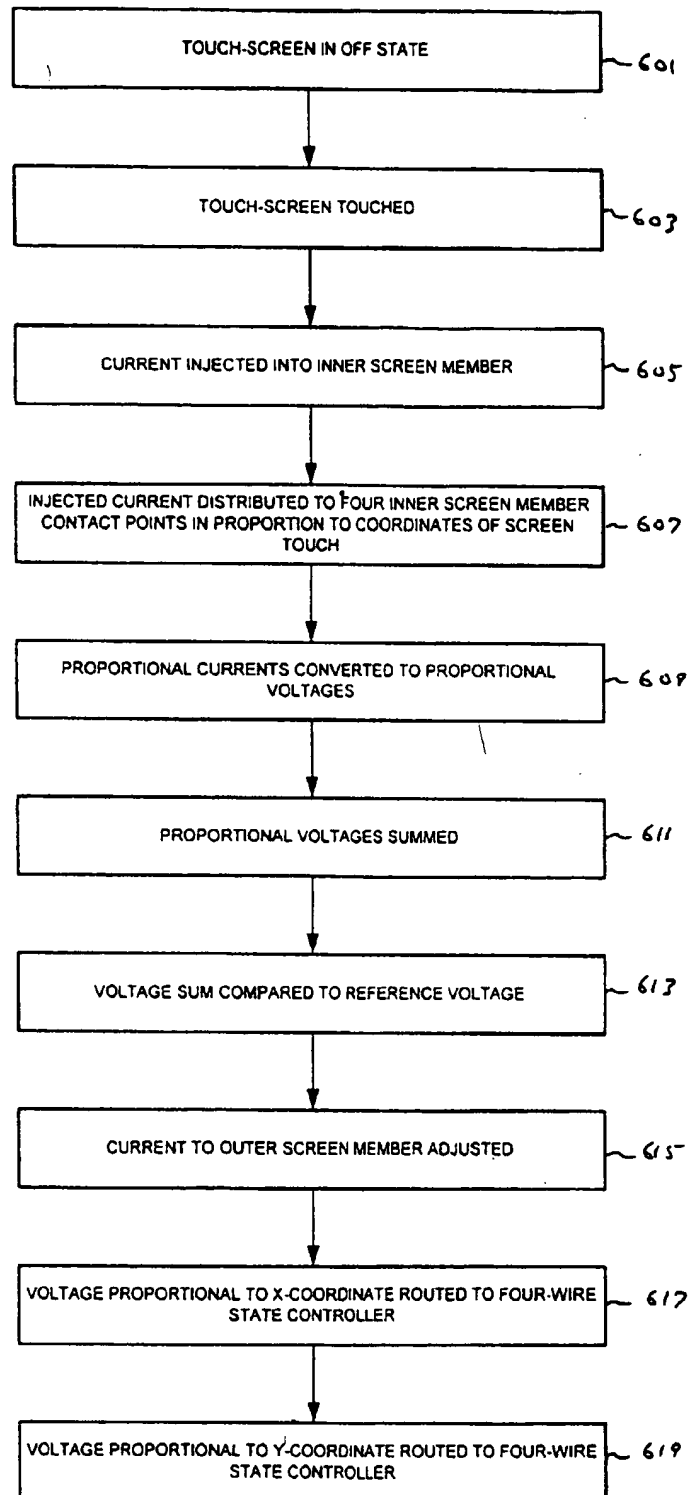 TOUCH-SCREEN IN OFF STATE
601
TOUCH-SCREEN TOUCHED
603
CURRENT INJECTED INTO INNER SCREEN MEMBER
605
INJECTED CURRENT DISTRIBUTED TO FOUR INNER SCREEN MEMBER
CONTACT POINTS IN PROPORTION TO COORDINATES OF SCREEN
TOUCH
607
PROPORTIONAL CURRENTS CONVERTED TO PROPORTIONAL
VOLTAGES
609
PROPORTIONAL VOLTAGES SUMMED
611
VOLTAGE SUM COMPARED TO REFERENCE VOLTAGE
613
CURRENT TO OUTER SCREEN MEMBER ADJUSTED
615
VOLTAGE PROPORTIONAL TO X-COORDINATE ROUTED TO FOUR-WIRE
STATE CONTROLLER
617
VOLTAGE PROPORTIONAL TO Y-COORDINATE ROUTED TO FOUR-WIRE
STATE CONTROLLER
619